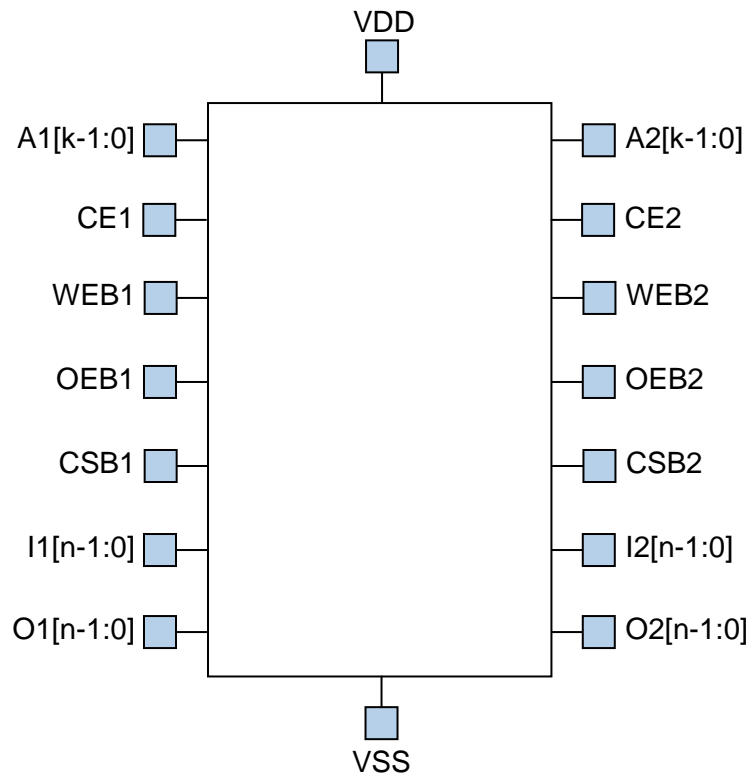 VDD
A1[k-1:0]
A2[k-1:0]
CE1
CE2
WEB1
WEB2
OEB1
OEB2
CSB1
CSB2
I1[n-1:0]
I2[n-1:0]
O1[n-1:0]
O2[n-1:0]
VSS